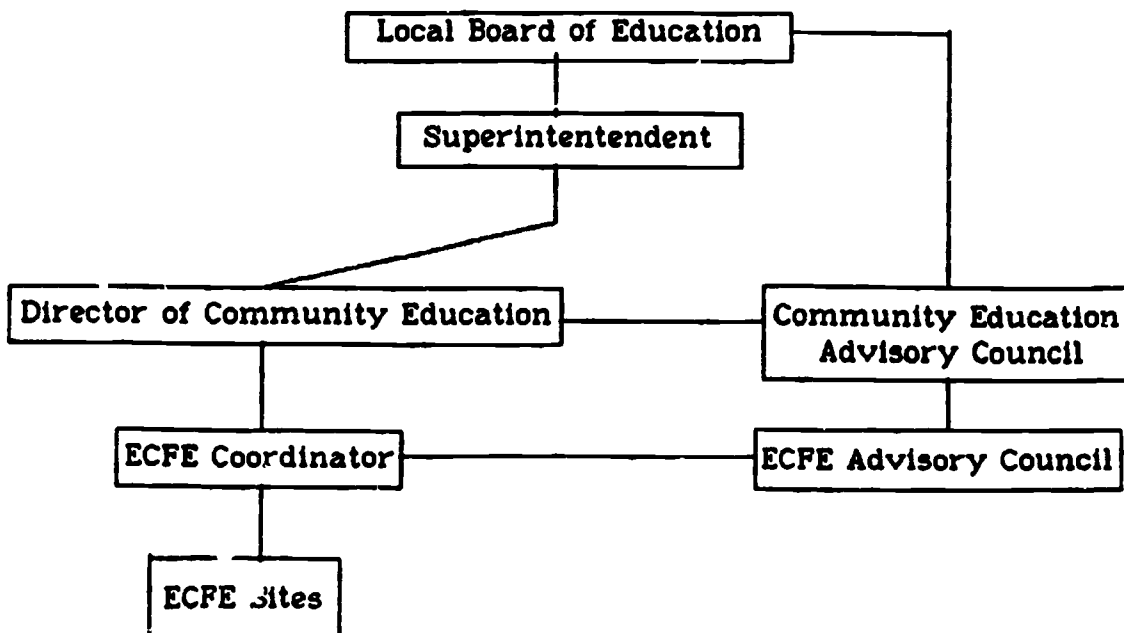 Local Board of Education
Superintentendent
Director of Community Education
Community Education
Advisory Council
ECFE Coordinator
ECFE Advisory Council
ECFE Sites